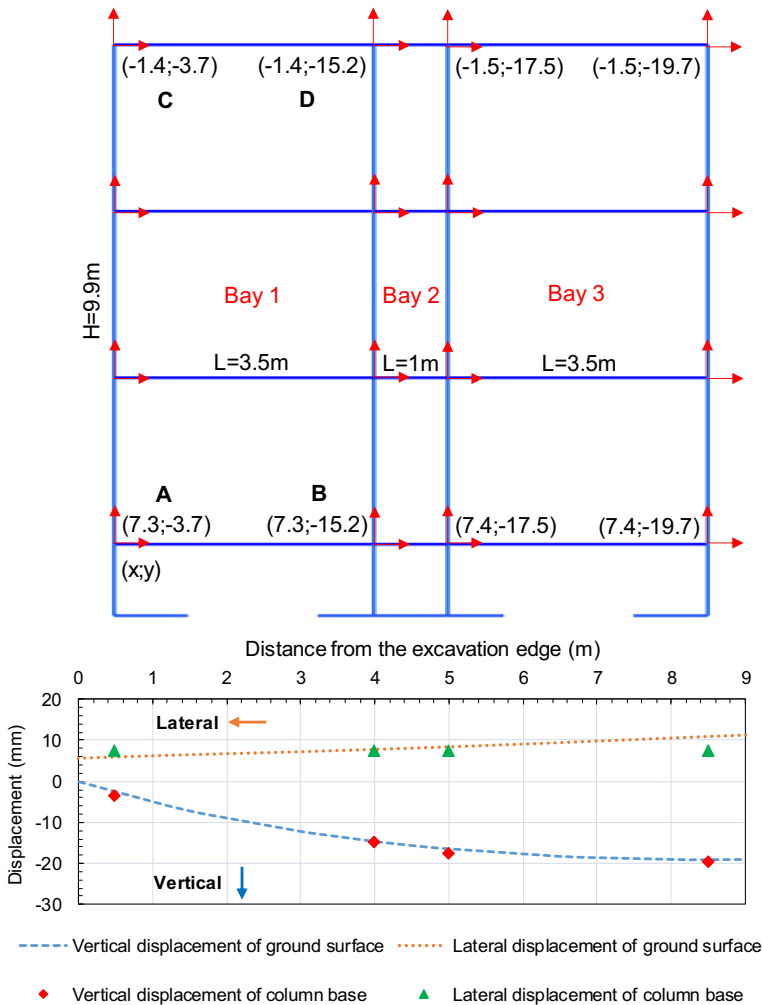 (-1.4;-3.7) (-1.4;-15.2) (-1.5;-17.5) (-1.5;-19.7)
C D
H=9.9m
Bay 1 Bay 2 Bay 3
L=3.5m L=1m L=3.5m
A B
(7.3;-3.7) (7.3;-15.2) (7.4;-17.5) (7.4;-19.7)
(x;y)
Distance from the excavation edge (m)
0 1 2 3 4 5 6 7 8 9
Displacement (mm)
20
10
0
-10
-20
-30
Lateral
Vertical
Vertical displacement of ground surface Lateral displacement of ground surface
Vertical displacement of column base Lateral displacement of column base